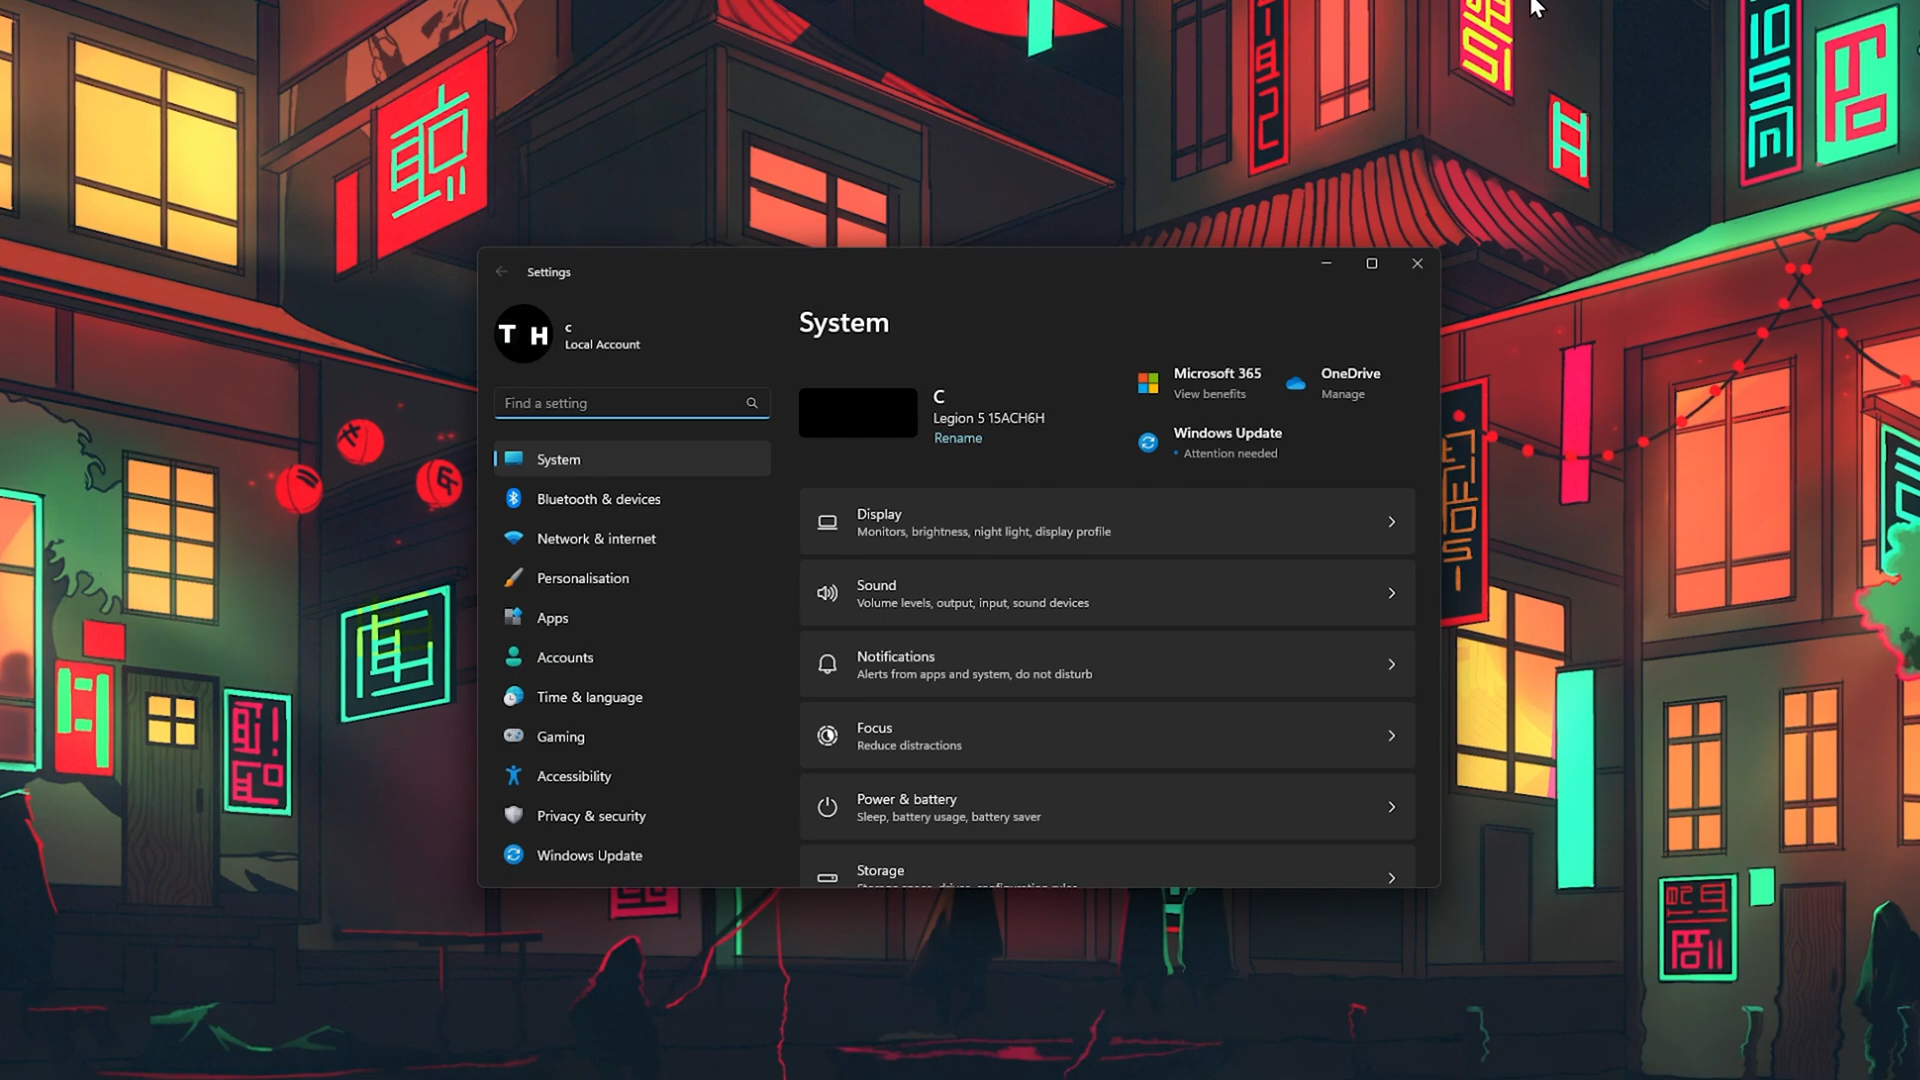 Settings
T H
c
Local Account
Find a setting
System
Bluetooth & devices
Network & internet
Personalisation
Apps
Accounts
Time & language
Gaming
Accessibility
Privacy & security
Windows Update
System
C
Legion 5 15ACH6H
Rename
Microsoft 365
View benefits
OneDrive
Manage
Windows Update
• Attention needed
Display
Monitors, brightness, night light, display profile
Sound
Volume levels, output, input, sound devices
Notifications
Alerts from apps and system, do not disturb
Focus
Reduce distractions
Power & battery
Sleep, battery usage, battery saver
Storage